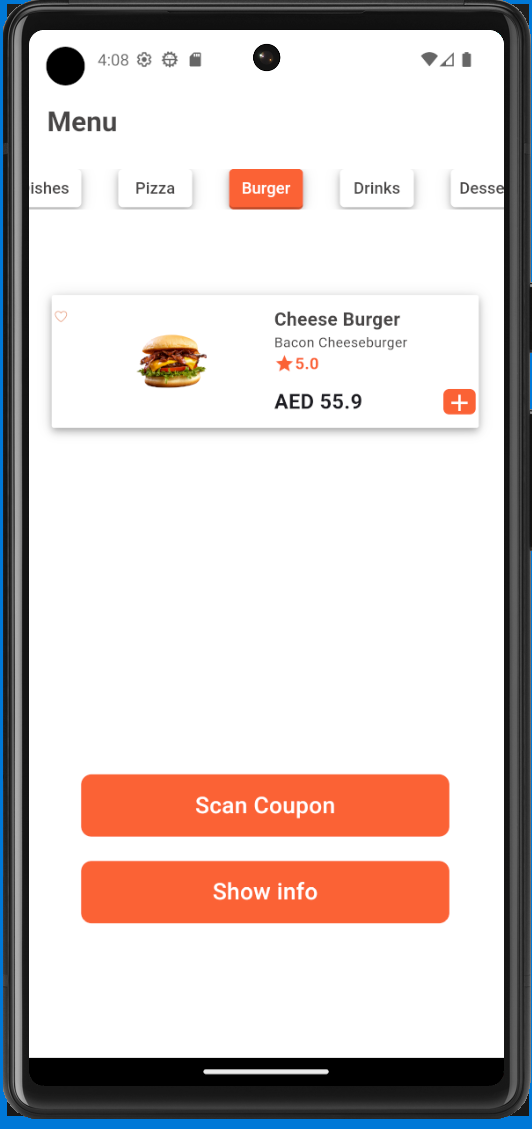 4:08
Menu
ishes
Pizza
Burger
Drinks
Desse
Cheese Burger
Bacon Cheeseburger
5.0
AED 55.9
Scan Coupon
Show info